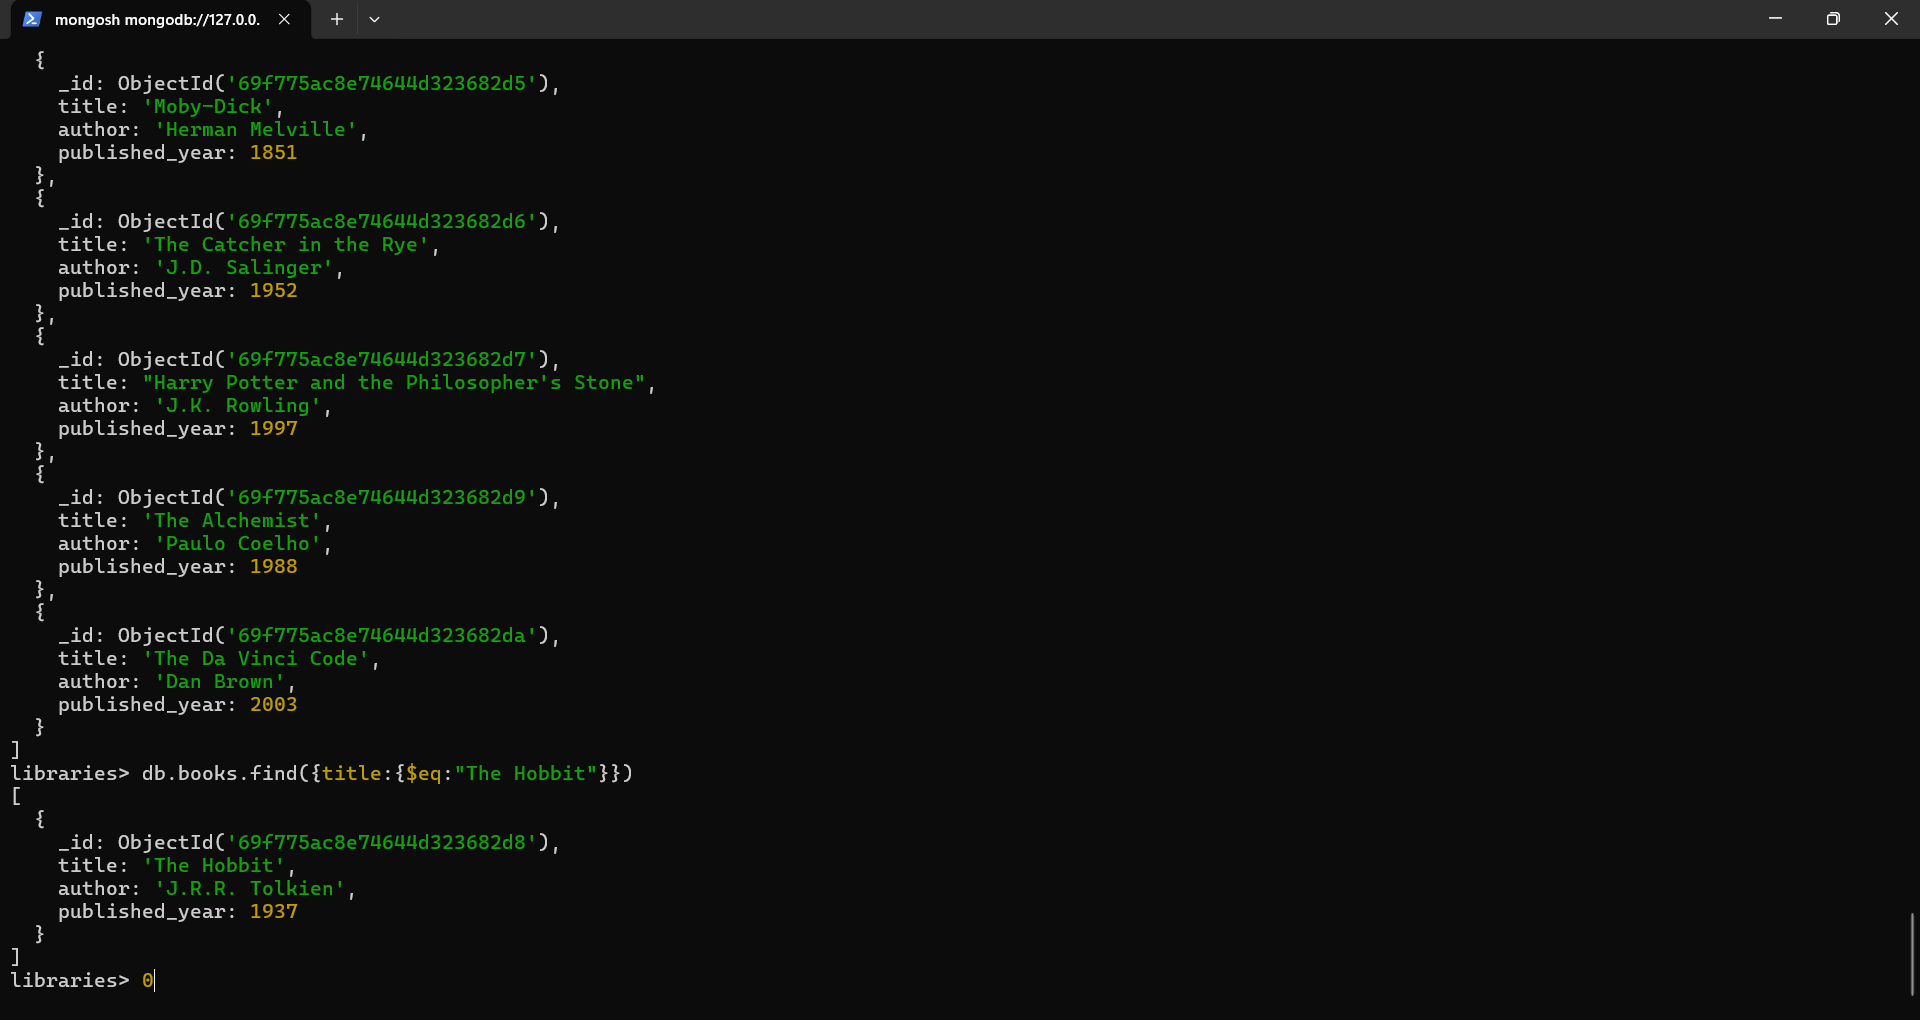 mongosh mongodb://127.0.0.
{
_id: ObjectId('69f775ac8e74644d323682d5'),
title: 'Moby-Dick',
author: 'Herman Melville',
published_year: 1851
},
{
_id: ObjectId('69f775ac8e74644d323682d6'),
title: 'The Catcher in the Rye',
author: 'J.D. Salinger',
published_year: 1952
},
{
_id: ObjectId('69f775ac8e74644d323682d7'),
title: "Harry Potter and the Philosopher's Stone",
author: 'J.K. Rowling',
published_year: 1997
},
{
_id: ObjectId('69f775ac8e74644d323682d9'),
title: 'The Alchemist',
author: 'Paulo Coelho',
published_year: 1988
},
{
_id: ObjectId('69f775ac8e74644d323682da'),
title: 'The Da Vinci Code',
author: 'Dan Brown',
published_year: 2003
}
]
libraries> db.books.find({title:{$eq:"The Hobbit"}})
[
{
_id: ObjectId('69f775ac8e74644d323682d8'),
title: 'The Hobbit',
author: 'J.R.R. Tolkien',
published_year: 1937
}
]
libraries> 0